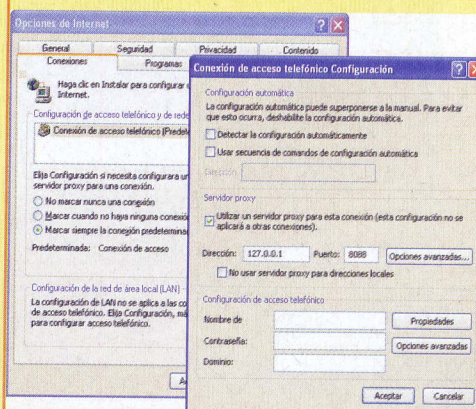 Opciones de Internet
General Seguridad Privacidad Contenido
Conexiones Programas
Haga clic en Instalar para configurar
Internet.
Configuración de acceso telefónico y de rede
Conexión de acceso telefónico (Predet
Elija Configuración si necesita configurar un
servidor proxy para una conexión.
No marcar nunca una conexión
Marcar cuando no haya ninguna conexió
Marcar siempre la conexión predetermina
Predeterminada: Conexión de acceso
Configuración de la red de área local (LAN)
La configuración de LAN no se aplica a las co
de acceso telefónico. Elija Configuración, má
para configurar acceso telefónico.
A
Conexión de acceso telefónico Configuración
Configuración automática
La configuración automática puede superponerse a la manual. Para evitar
que esto ocurra, deshabilite la configuración automática.
Detectar la configuración automáticamente
Usar secuencia de comandos de configuración automática
Dirección
Servidor proxy
Utilizar un servidor proxy para esta conexión (esta configuración no se
aplicará a otras conexiones).
Dirección: 127.0.0.1 Puerto: 8088 Opciones avanzadas...
No usar servidor proxy para direcciones locales
Configuración de acceso telefónico
Nombre de Propiedades
Contraseña: Opciones avanzadas
Dominio:
Aceptar Cancelar